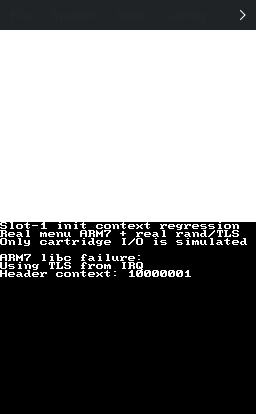 Slot-1 init context regression
Real menu ARM7 + real rand/TLS
Only cartridge I/O is simulated
ARM7 libc failure:
Using TLS from IRQ
Header context: 10000001